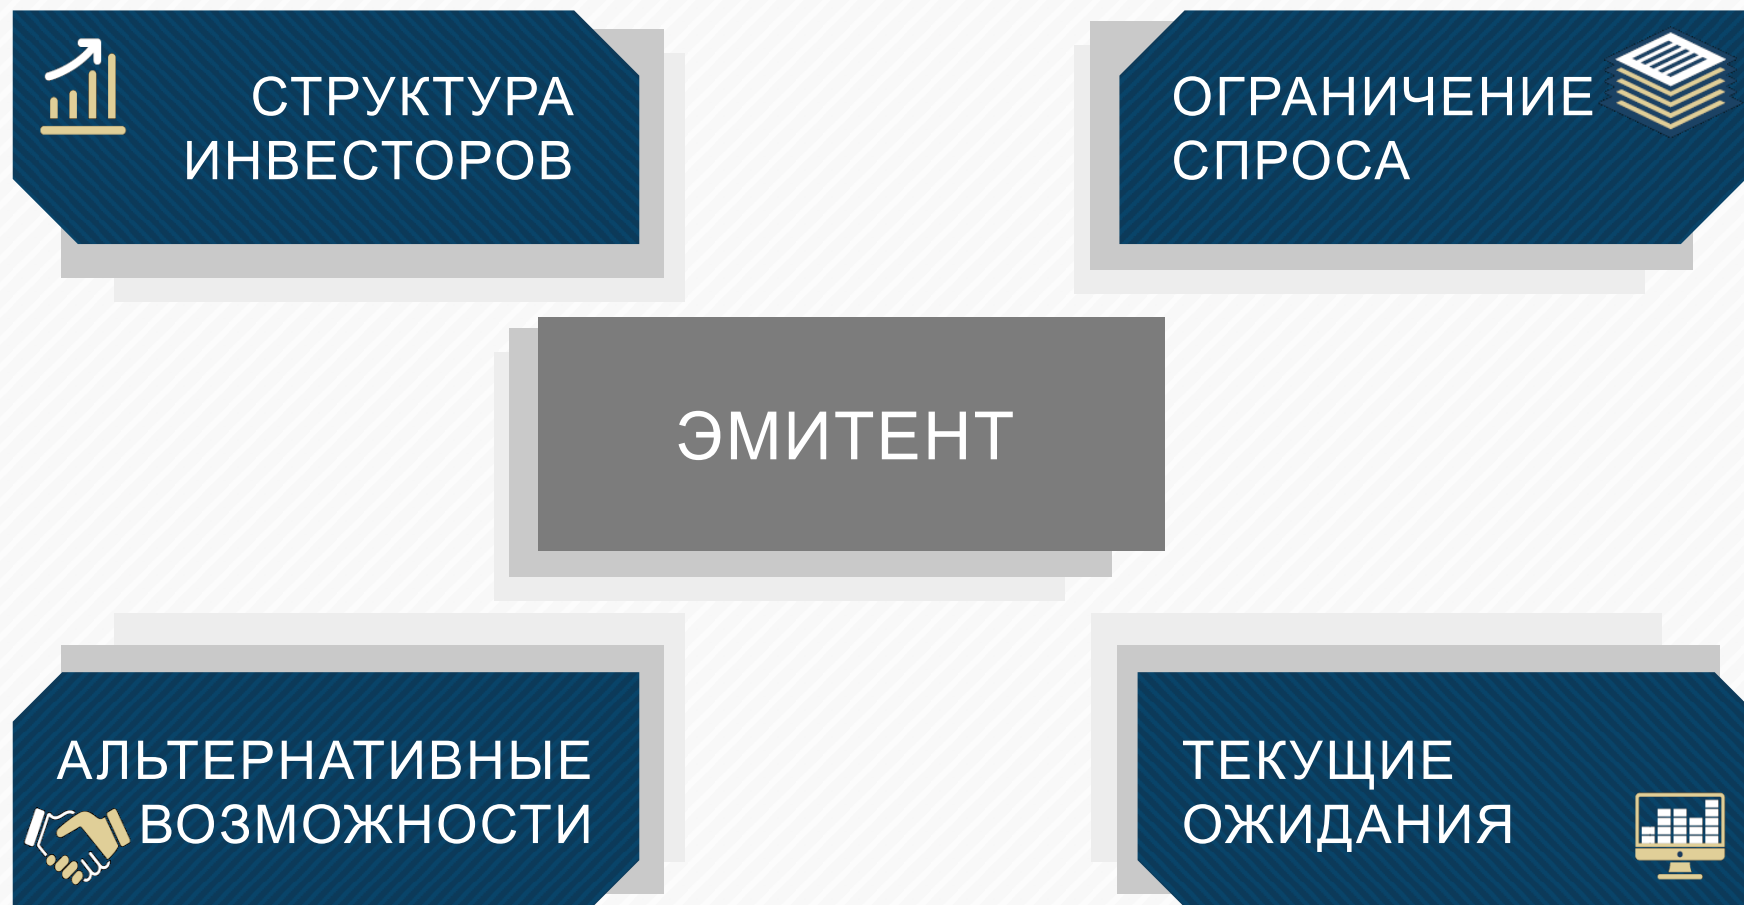 СТРУКТУРА
ИНВЕСТОРОВ
ОГРАНИЧЕНИЕ
СПРОСА
ЭМИТЕНТ
АЛЬТЕРНАТИВНЫЕ
ВОЗМОЖНОСТИ
ТЕКУЩИЕ
ОЖИДАНИЯ